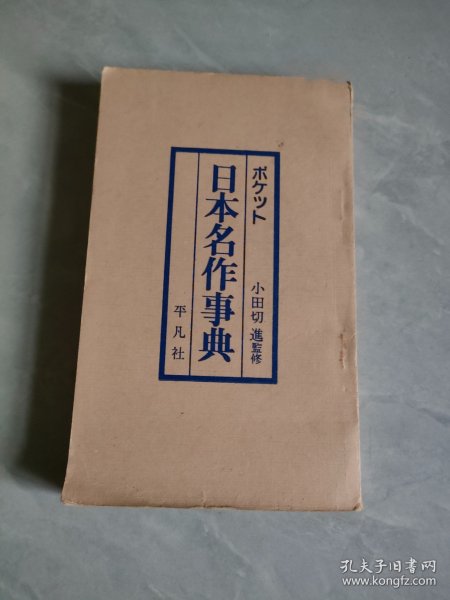 ポケット
日本名作事典
小田切 進監修
平凡社
孔夫子旧书网
www.kongfz.com